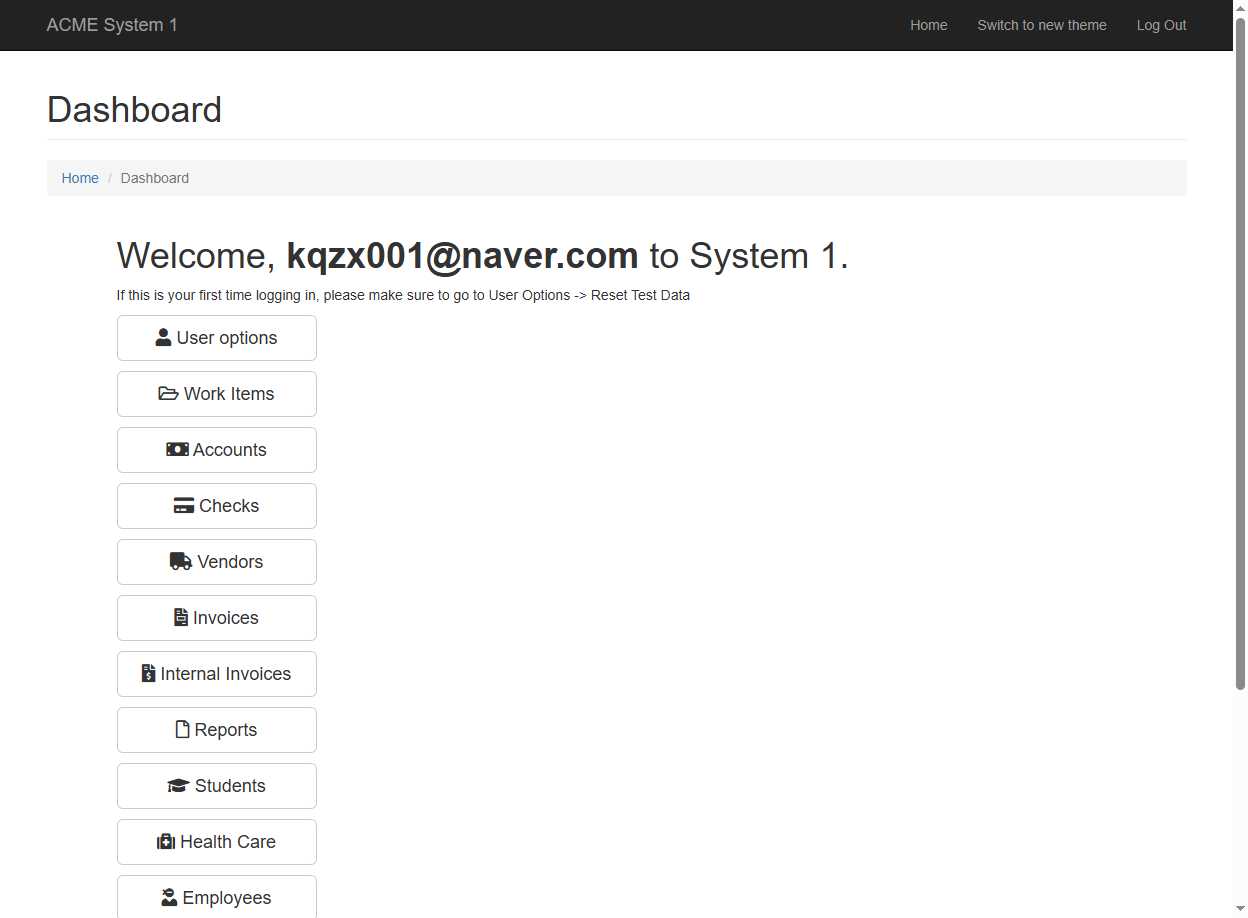 ACME System 1
Home
Switch to new theme
Log Out
Dashboard
Home / Dashboard
Welcome, kqzx001@naver.com to System 1.
If this is your first time logging in, please make sure to go to User Options -> Reset Test Data
User options
Work Items
Accounts
Checks
Vendors
Invoices
Internal Invoices
Reports
Students
Health Care
Employees